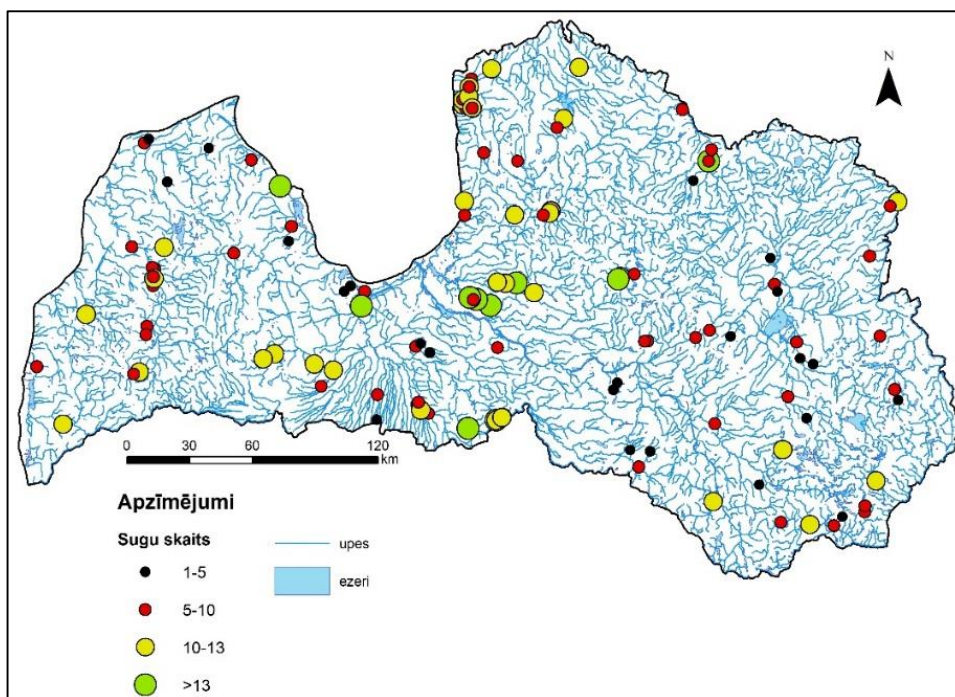 N
0 30 60 120
km
Apzīmējumi
Sugu skaits
1-5
5-10
10-13
>13
upes
ezeri